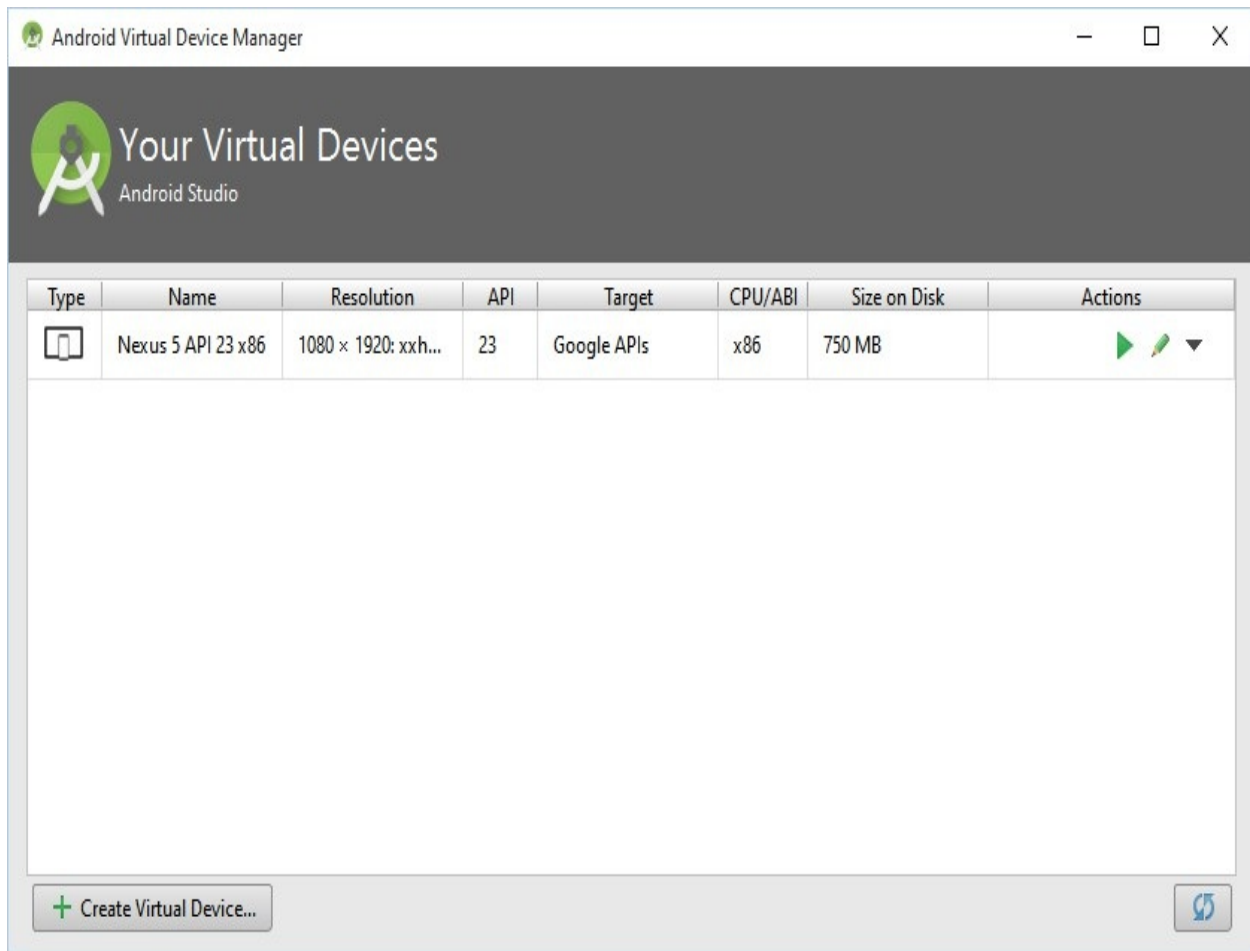 Android Virtual Device Manager
Your Virtual Devices
Android Studio
Type Name Resolution API Target CPU/ABI Size on Disk Actions
Nexus 5 API 23 x86 1080 × 1920: xxh... 23 Google APIs x86 750 MB
Create Virtual Device...